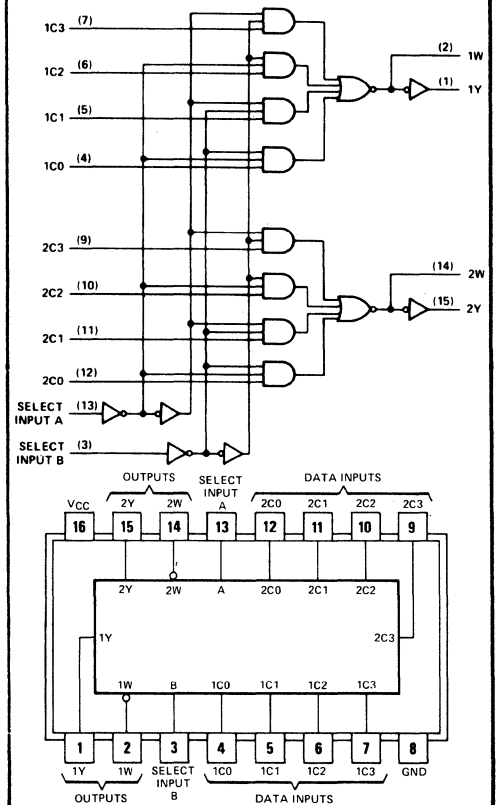 1C3 (7)
(2) 1W
1C2 (6)
(1) 1Y
1C1 (5)
1C0 (4)
2C3 (9)
(14) 2W
2C2 (10)
(15) 2Y
2C1 (11)
2C0 (12)
SELECT (13)
INPUT A
SELECT (3)
INPUT B
OUTPUTS
SELECT
INPUT
A
DATA INPUTS
VCC 2Y 2W 2C0 2C1 2C2 2C3
16 15 14 13 12 11 10 9
2Y 2W A 2C0 2C1 2C2
1Y 2C3
1W B 1C0 1C1 1C2 1C3
1 2 3 4 5 6 7 8
1Y 1W SELECT 1C0 1C1 1C2 1C3 GND
INPUT
B
OUTPUTS DATA INPUTS